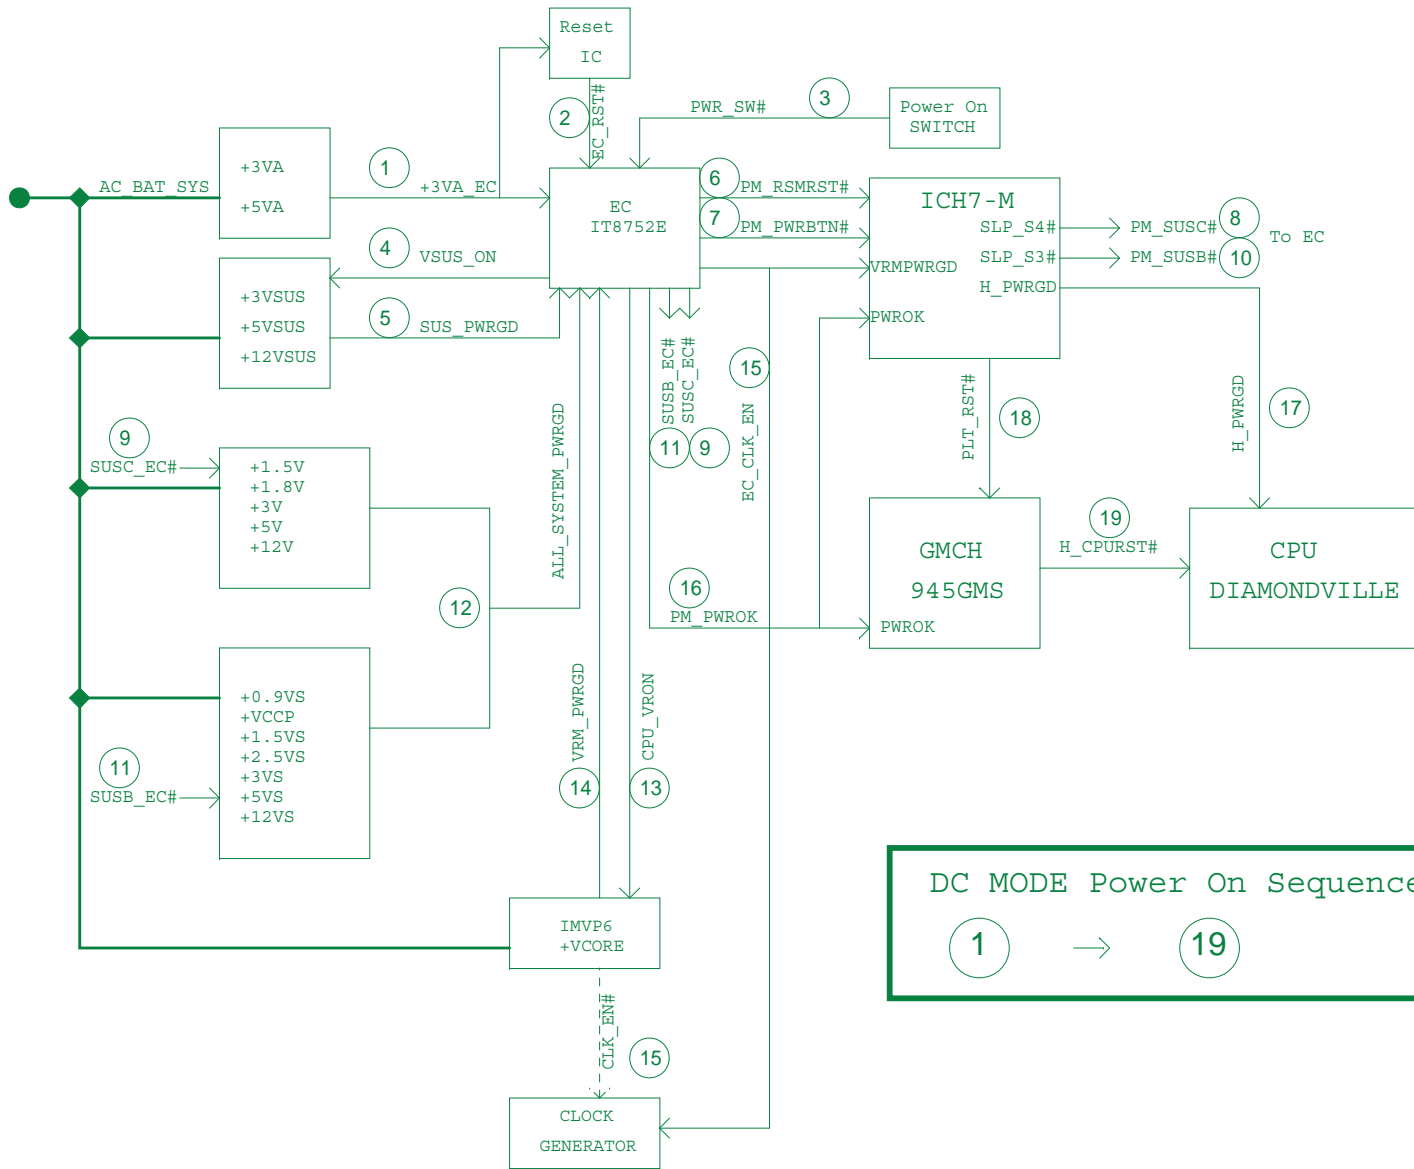 Reset
IC
EC_RST#
2
PWR_SW#
3
Power On
SWITCH
AC_BAT_SYS
+3VA
+5VA
1
+3VA_EC
EC
IT8752E
6
PM_RSMRST#
7
PM_PWRBTN#
ICH7-M
SLP_S4#
SLP_S3#
H_PWRGD
VRMPWRGD
PWROK
PM_SUSC#
8
PM_SUSB#
10
To EC
4
VSUS_ON
+3VSUS
+5VSUS
+12VSUS
5
SUS_PWRGD
SUSB_EC#
SUSC_EC#
11
9
15
EC_CLK_EN
PLT_RST#
18
H_PWRGD
17
9
SUSC_EC#
+1.5V
+1.8V
+3V
+5V
+12V
ALL_SYSTEM_PWRGD
12
16
PM_PWROK
GMCH
945GMS
PWROK
19
H_CPURST#
CPU
DIAMONDVILLE
+0.9VS
+VCCP
+1.5VS
+2.5VS
+3VS
+5VS
+12VS
11
SUSB_EC#
VRM_PWRGD
14
CPU_VRON
13
IMVP6
+VCORE
CLK_EN#
15
CLOCK
GENERATOR
DC MODE Power On Sequence
1
19